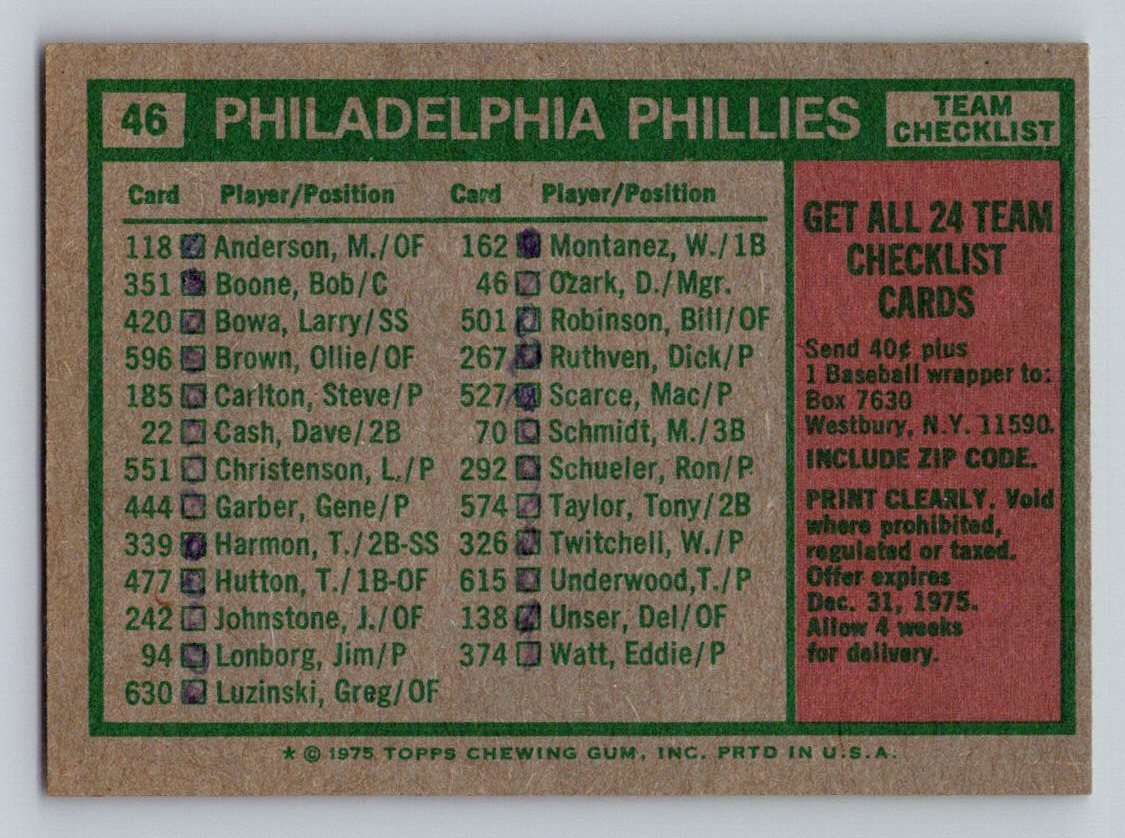 46 PHILADELPHIA PHILLIES TEAM CHECKLIST
Card Player/Position
118 Anderson, M./OF
351 Boone, Bob/C
420 Bowa, Larry/SS
596 Brown, Ollie/OF
185 Carlton, Steve/P
22 Cash, Dave/2B
551 Christenson, L./P
444 Garber, Gene/P
339 Harmon, T./2B-SS
477 Hutton, T./1B-OF
242 Johnstone, J./OF
94 Lonborg, Jim/P
630 Luzinski, Greg/OF
Card Player/Position
162 Montanez, W./1B
46 Ozark, D./Mgr.
501 Robinson, Bill/OF
267 Ruthven, Dick/P
527 Scarce, Mac/P
70 Schmidt, M./3B
292 Schueler, Ron/P
574 Taylor, Tony/2B
326 Twitchell, W./P
615 Underwood,T./P
138 Unser, Del/OF
374 Watt, Eddie/P
GET ALL 24 TEAM
CHECKLIST
CARDS
Send 40¢ plus
1 Baseball wrapper to:
Box 7630
Westbury, N.Y. 11590.
INCLUDE ZIP CODE.
PRINT CLEARLY. Void
where prohibited,
regulated or taxed.
Offer expires
Dec. 31, 1975.
Allow 4 weeks
for delivery.
* © 1975 TOPPS CHEWING GUM, INC. PRTD IN U.S.A.